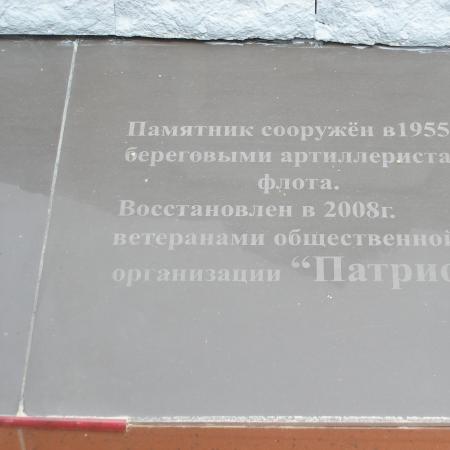 Памятник сооружён в1955
береговыми артиллериста
флота.
Восстановлен в 2008г.
ветеранами общественной
организации “Патрио